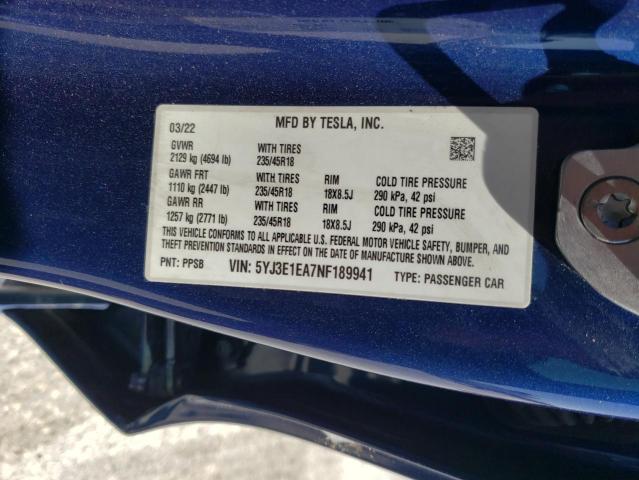 MFD BY TESLA, INC.
03/22
GVWR WITH TIRES
2129 kg (4694 lb) 235/45R18
GAWR FRT WITH TIRES RIM COLD TIRE PRESSURE
1110 kg (2447 lb) 235/45R18 18X8.5J 290 kPa, 42 psi
GAWR RR WITH TIRES RIM COLD TIRE PRESSURE
1257 kg (2771 lb) 235/45R18 18X8.5J 290 kPa, 42 psi
THIS VEHICLE CONFORMS TO ALL APPLICABLE U.S. FEDERAL MOTOR VEHICLE SAFETY, BUMPER, AND
THEFT PREVENTION STANDARDS IN EFFECT ON THE DATE OF MANUFACTURE SHOWN ABOVE.
PNT: PPSB VIN: 5YJ3E1EA7NF189941 TYPE: PASSENGER CAR